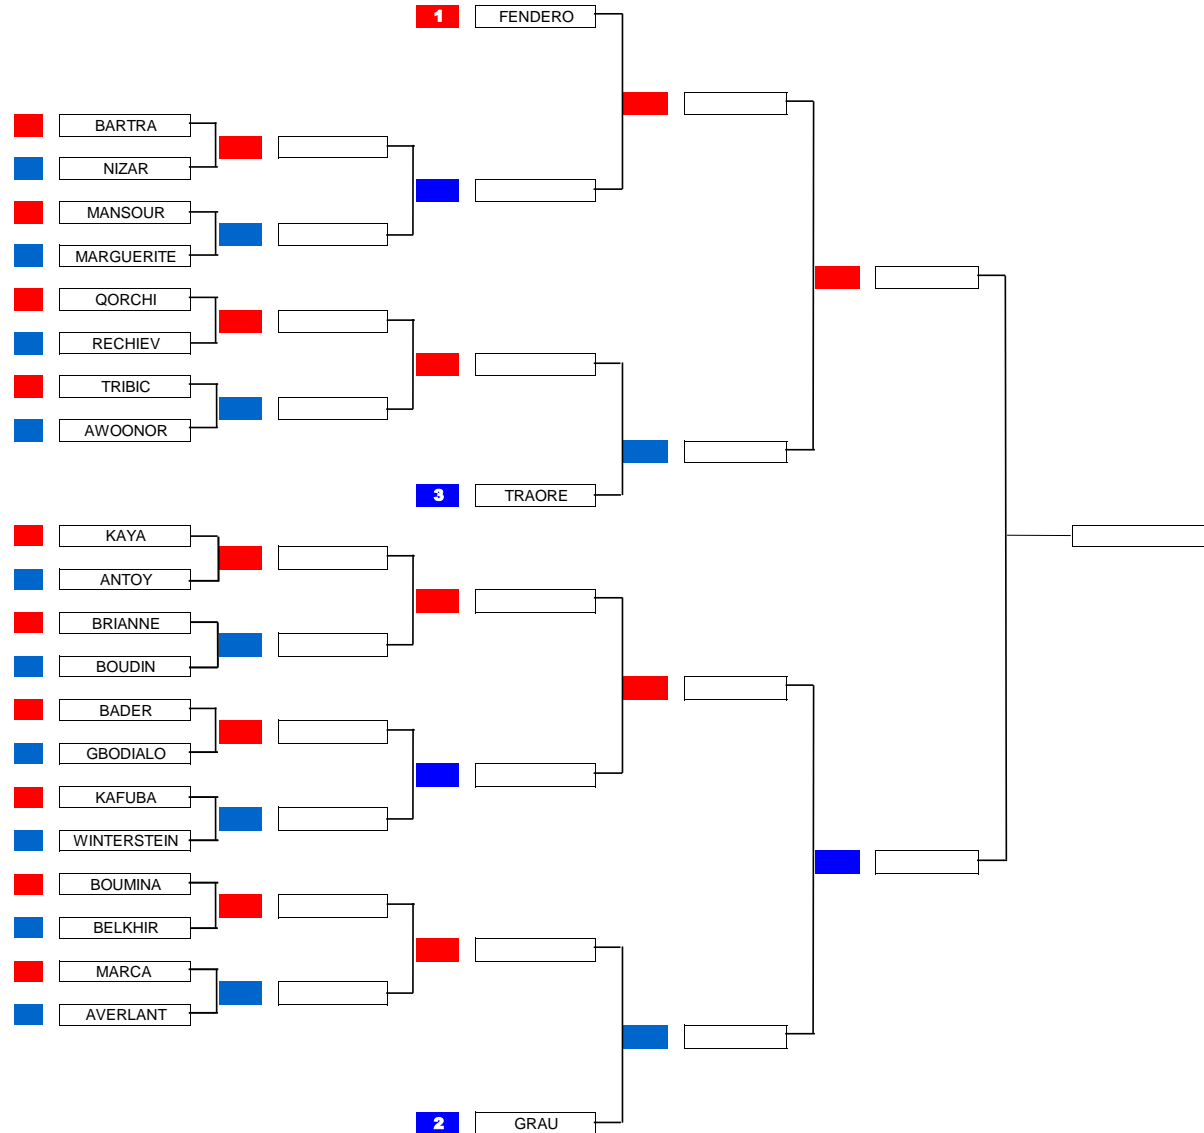 1 FENDERO
BARTRA
NIZAR
MANSOUR
MARGUERITE
QORCHI
RECHIEV
TRIBIC
AWOONOR
3 TRAORE
KAYA
ANTOY
BRIANNE
BOUDIN
BADER
GBODIALO
KAFUBA
WINTERSTEIN
BOUMINA
BELKHIR
MARCA
AVERLANT
2 GRAU